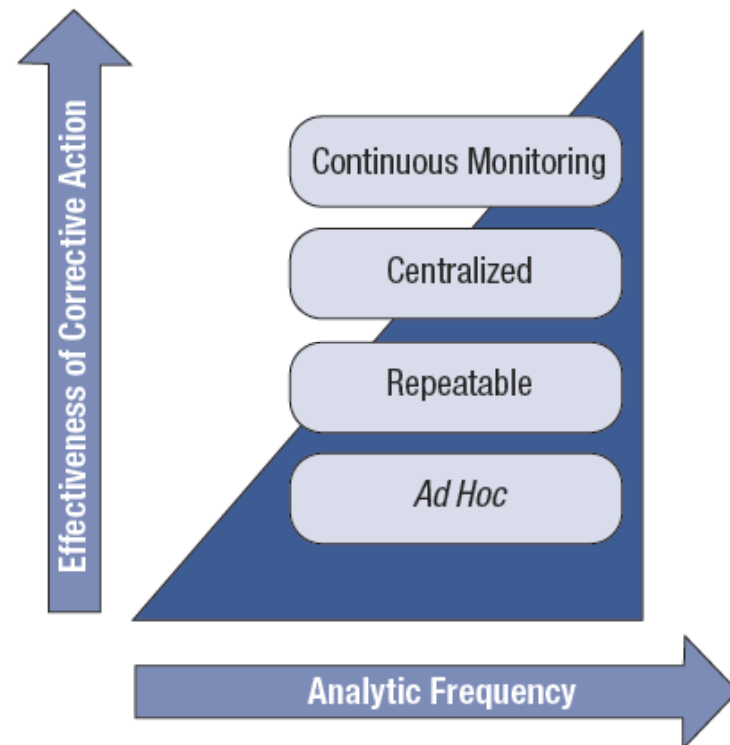 Effectiveness of Corrective Action
Continuous Monitoring
Centralized
Repeatable
Ad Hoc
Analytic Frequency